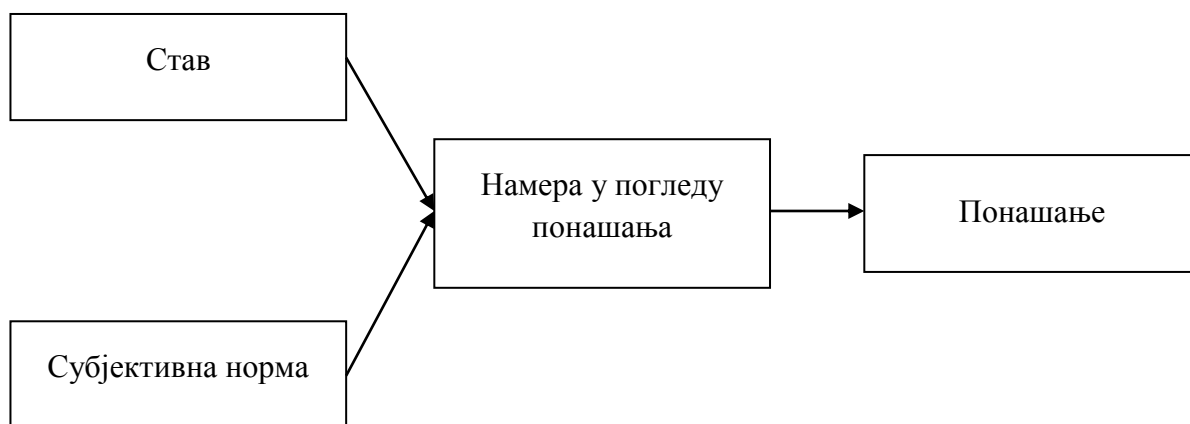 Став
Намера у погледу
понашања
Понашање
Субјективна норма